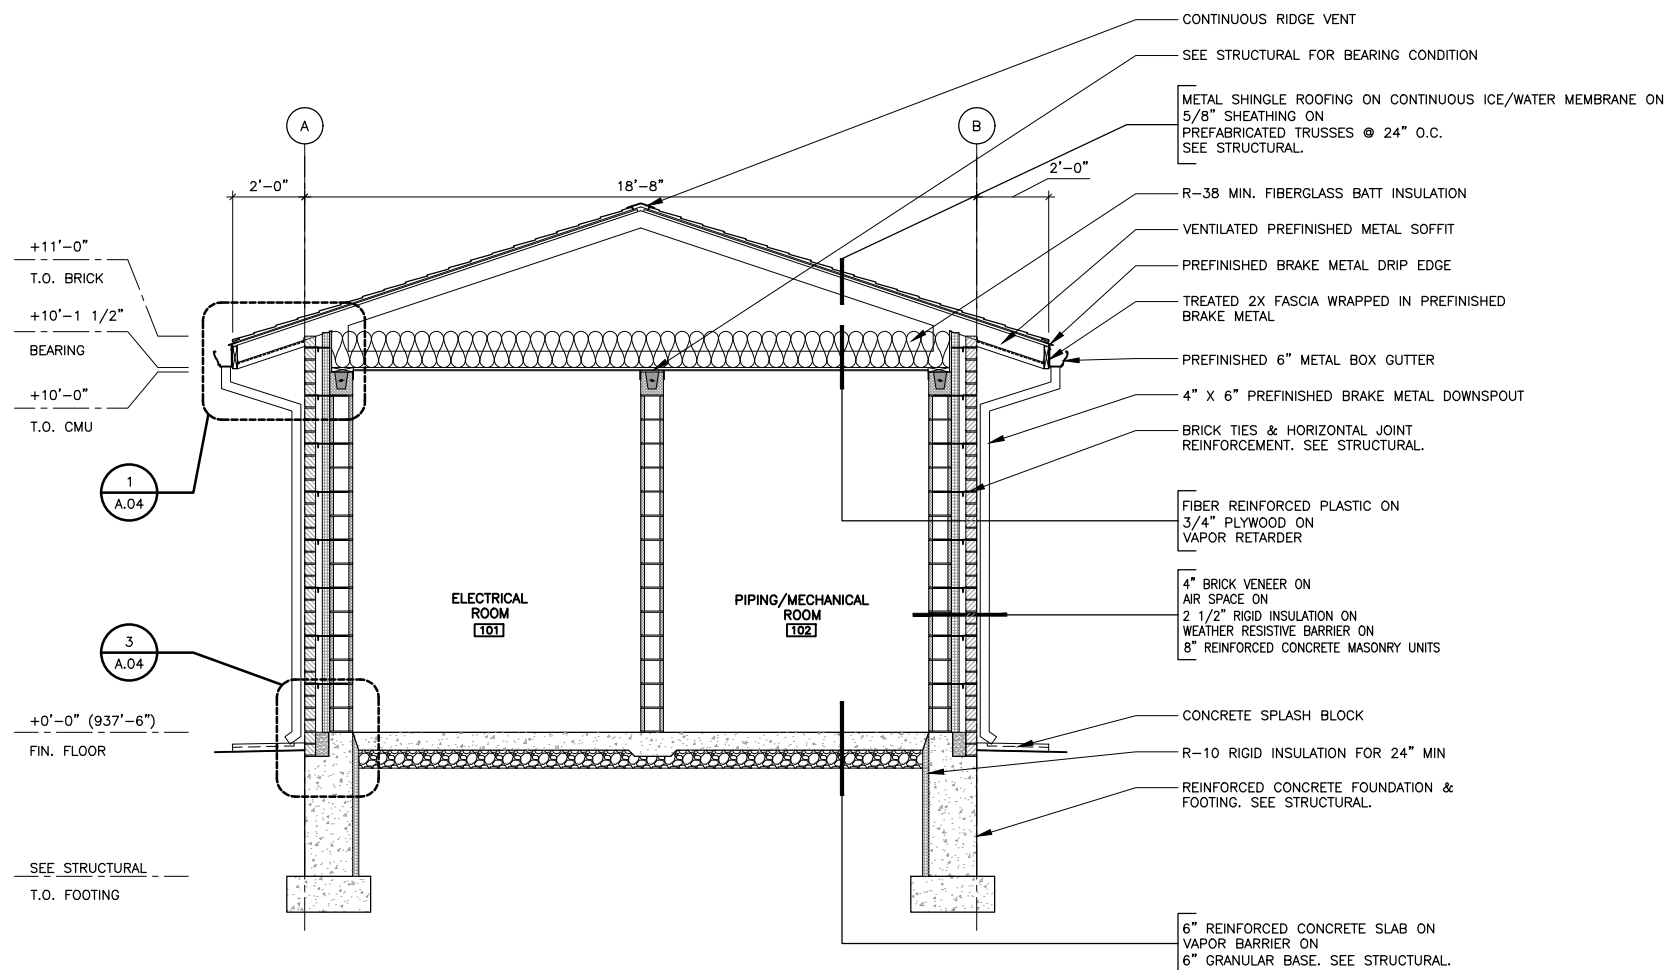 CONTINUOUS RIDGE VENT
SEE STRUCTURAL FOR BEARING CONDITION
METAL SHINGLE ROOFING ON CONTINUOUS ICE/WATER MEMBRANE ON
5/8" SHEATHING ON
PREFABRICATED TRUSSES @ 24" O.C.
SEE STRUCTURAL.
A
B
2'-0"
18'-8"
2'-0"
R-38 MIN. FIBERGLASS BATT INSULATION
VENTILATED PREFINISHED METAL SOFFIT
PREFINISHED BRAKE METAL DRIP EDGE
TREATED 2X FASCIA WRAPPED IN PREFINISHED
BRAKE METAL
PREFINISHED 6" METAL BOX GUTTER
4" X 6" PREFINISHED BRAKE METAL DOWNSPOUT
BRICK TIES & HORIZONTAL JOINT
REINFORCEMENT. SEE STRUCTURAL.
FIBER REINFORCED PLASTIC ON
3/4" PLYWOOD ON
VAPOR RETARDER
4" BRICK VENEER ON
AIR SPACE ON
2 1/2" RIGID INSULATION ON
WEATHER RESISTIVE BARRIER ON
8" REINFORCED CONCRETE MASONRY UNITS
CONCRETE SPLASH BLOCK
R-10 RIGID INSULATION FOR 24" MIN
REINFORCED CONCRETE FOUNDATION &
FOOTING. SEE STRUCTURAL.
6" REINFORCED CONCRETE SLAB ON
VAPOR BARRIER ON
6" GRANULAR BASE. SEE STRUCTURAL.
+11'-0"
T.O. BRICK
+10'-1 1/2"
BEARING
+10'-0"
T.O. CMU
1
A.04
3
A.04
ELECTRICAL
ROOM
101
PIPING/MECHANICAL
ROOM
102
+0'-0" (937'-6")
FIN. FLOOR
SEE STRUCTURAL
T.O. FOOTING